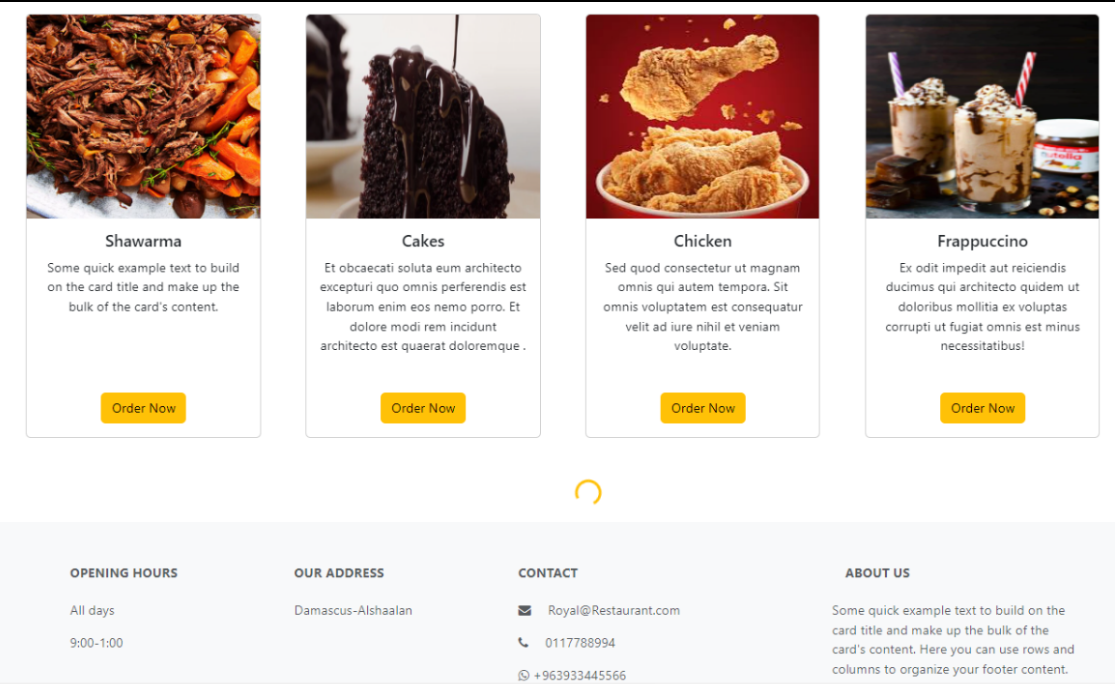 Shawarma
Some quick example text to build
on the card title and make up the
bulk of the card's content.
Order Now
Cakes
Et obcaecati soluta eum architecto
excepturi quo omnis perferendis est
laborum enim eos nemo porro. Et
dolore modi rem incidunt
architecto est quaerat doloremque .
Order Now
Chicken
Sed quod consectetur ut magnam
omnis qui autem tempora. Sit
omnis voluptatem est consequatur
velit ad iure nihil et veniam
voluptate.
Order Now
nutella
Frappuccino
Ex odit impedit aut reiciendis
ducimus qui architecto quidem ut
doloribus mollitia ex voluptas
corrupti ut fugiat omnis est minus
necessitatibus!
Order Now
OPENING HOURS
All days
9:00-1:00
OUR ADDRESS
Damascus-Alshaalan
CONTACT
Royal@Restaurant.com
0117788994
+963933445566
ABOUT US
Some quick example text to build on the
card title and make up the bulk of the
card's content. Here you can use rows and
columns to organize your footer content.